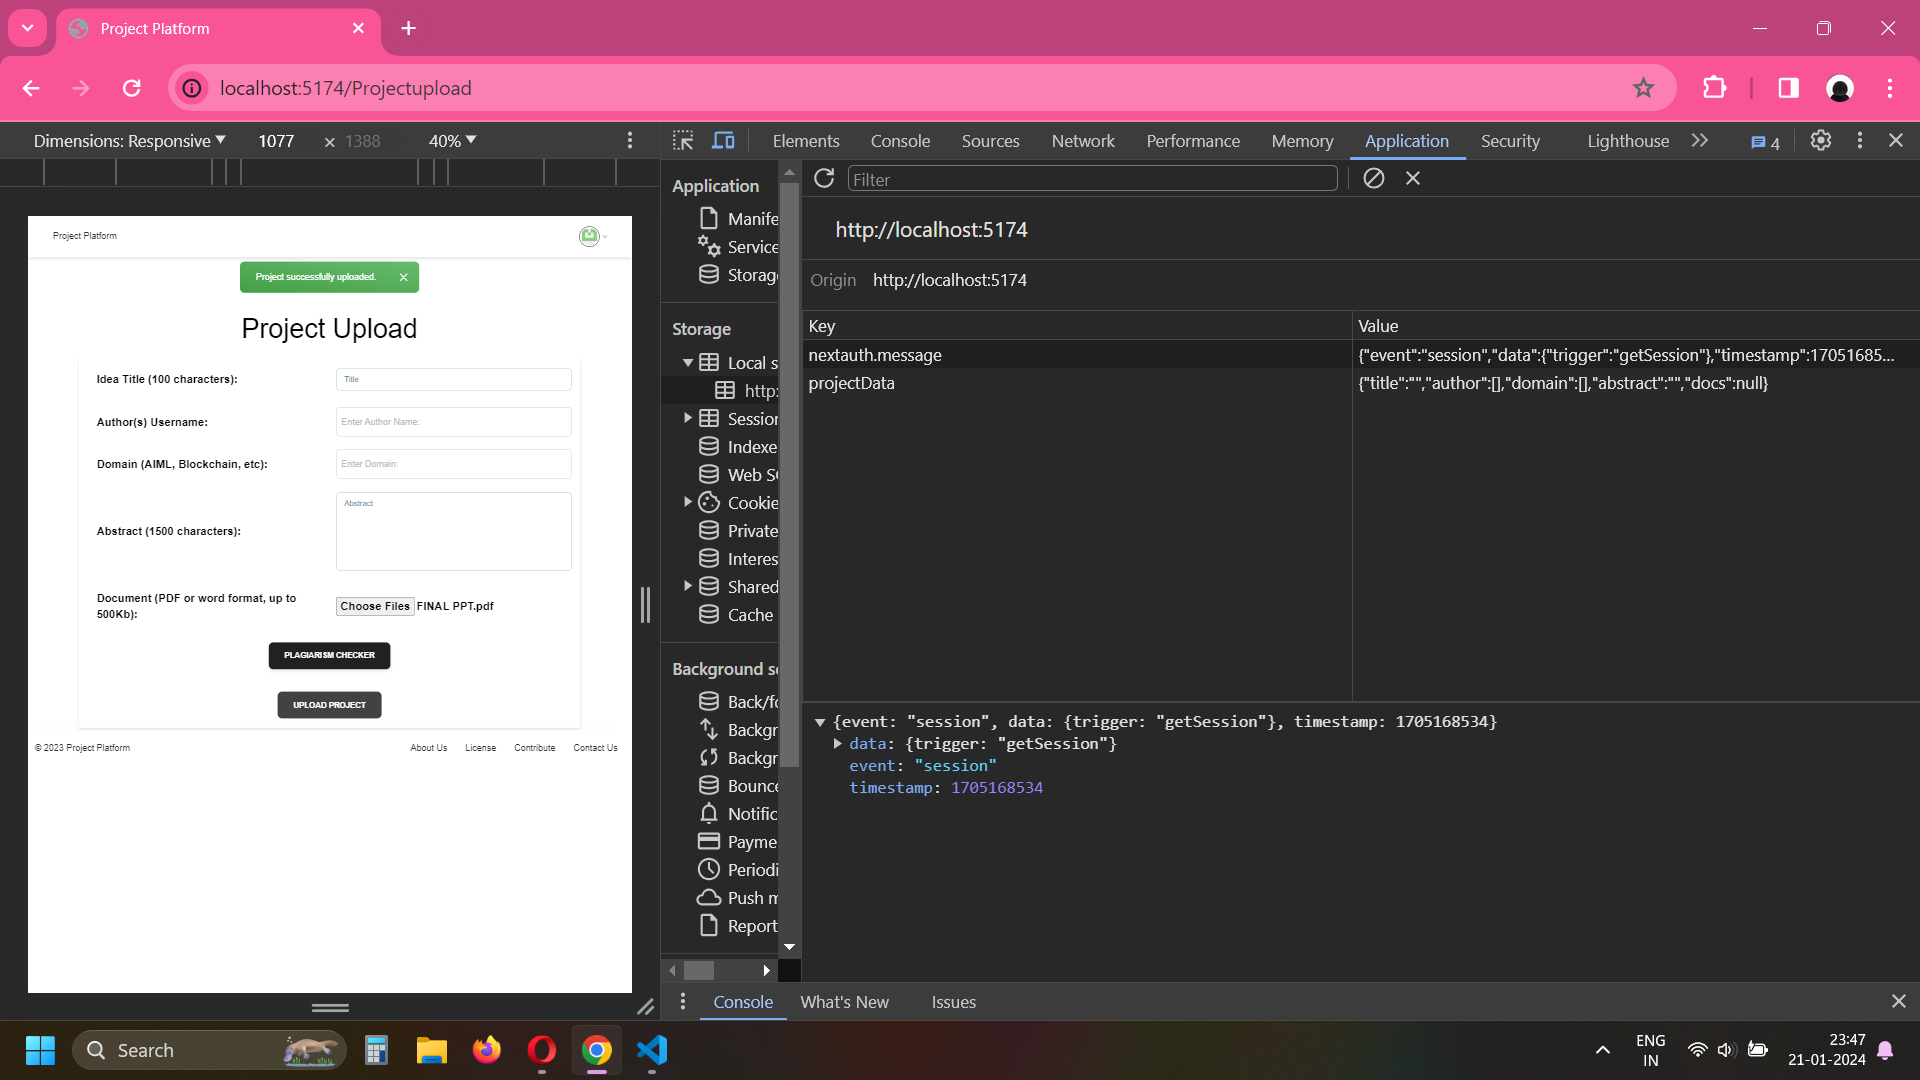 Project Platform
localhost:5174/Projectupload
Dimensions: Responsive 1077 × 1388 40%
Elements Console Sources Network Performance Memory Application Security Lighthouse 4
Project Platform
Project successfully uploaded.
Project Upload
Idea Title (100 characters): Title
Author(s) Username: Enter Author Name:
Domain (AIML, Blockchain, etc): Enter Domain:
Abstract (1500 characters): Abstract
Document (PDF or word format, up to
500Kb):
Choose Files FINAL PPT.pdf
PLAGIARISM CHECKER
UPLOAD PROJECT
© 2023 Project Platform About Us License Contribute Contact Us
Application
Manife
Service
Storag
Storage
Local s
http:
Session
Indexe
Web S
Cookie
Private
Interes
Shared
Cache
Background se
Back/fo
Backgr
Backgr
Bounce
Notific
Payme
Periodi
Push m
Report
Filter
http://localhost:5174
Origin http://localhost:5174
Key Value
nextauth.message {"event":"session","data":{"trigger":"getSession"},"timestamp":17051685...
projectData {"title":"","author":[],"domain":[],"abstract":"","docs":null}
{event: "session", data: {trigger: "getSession"}, timestamp: 1705168534}
data: {trigger: "getSession"}
event: "session"
timestamp: 1705168534
Console What's New Issues
Search
ENG
IN
23:47
21-01-2024